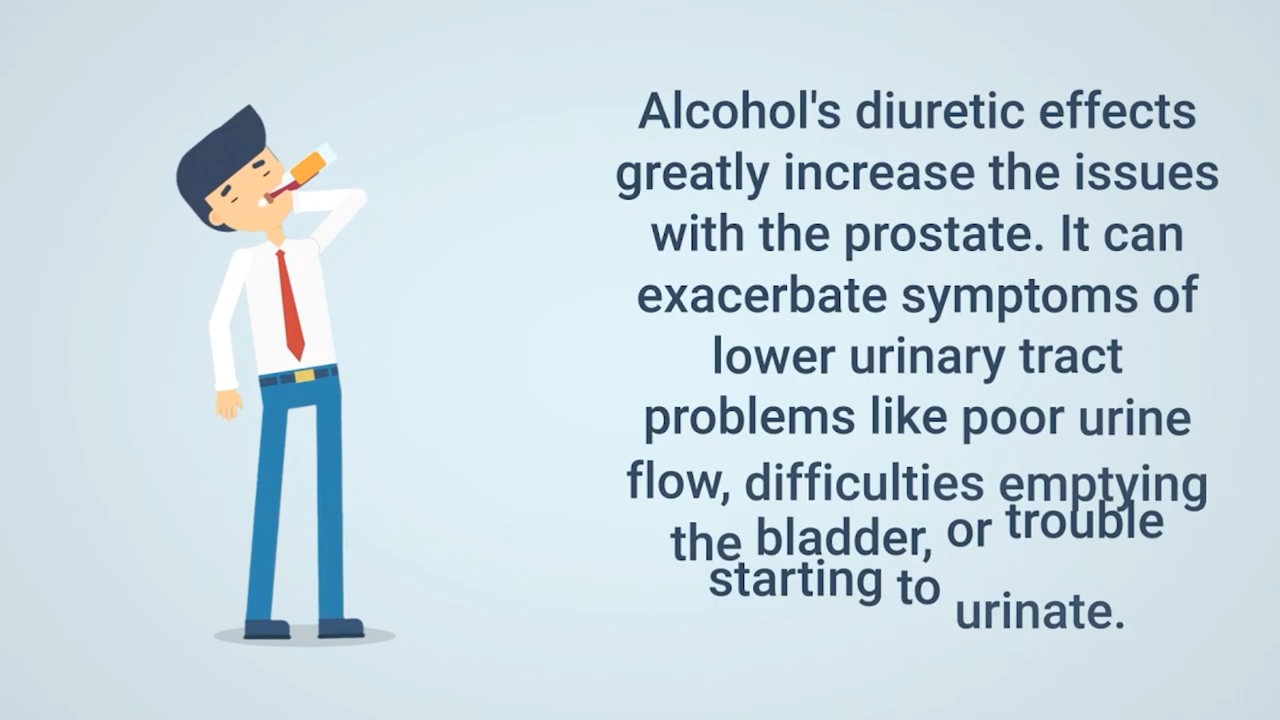 Alcohol's diuretic effects
greatly increase the issues
with the prostate. It can
exacerbate symptoms of
lower urinary tract
problems like poor urine
flow, difficulties emptying
the bladder, or trouble
starting to urinate.